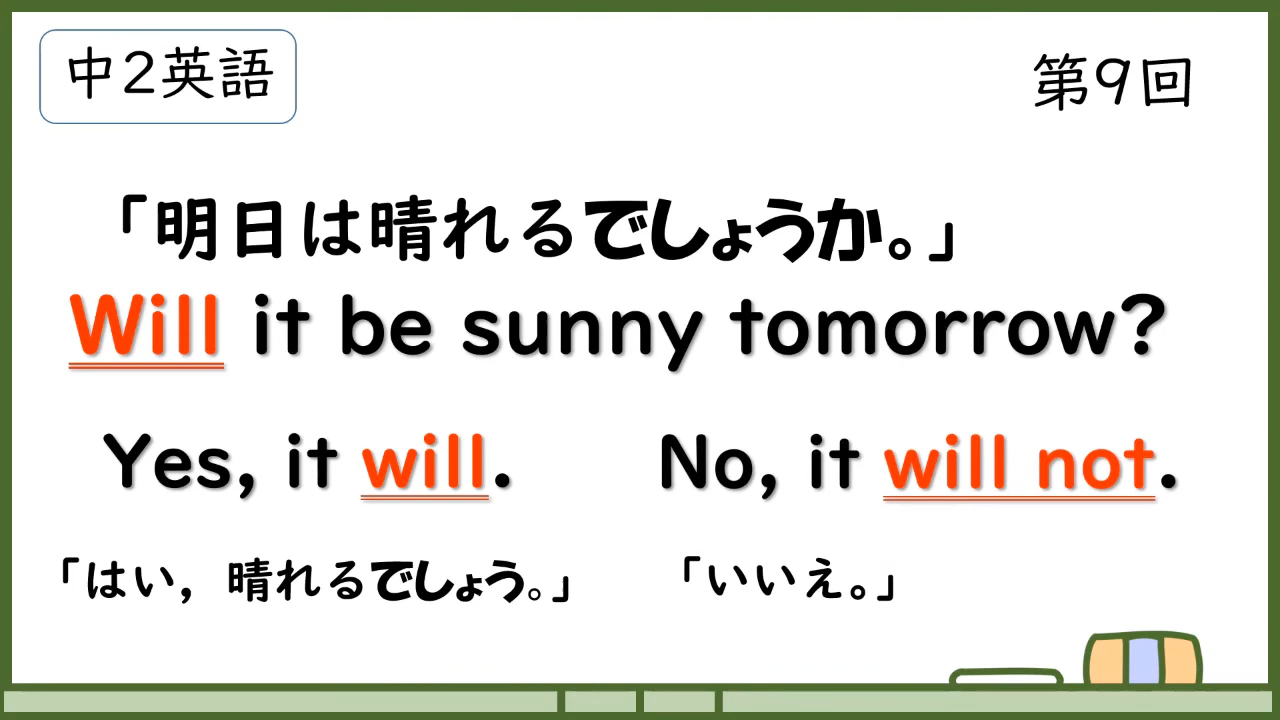 中2英語
第9回
「明日は晴れるでしょうか。」
Will it be sunny tomorrow?
Yes, it will.
No, it will not.
「はい，晴れるでしょう。」
「いいえ。」